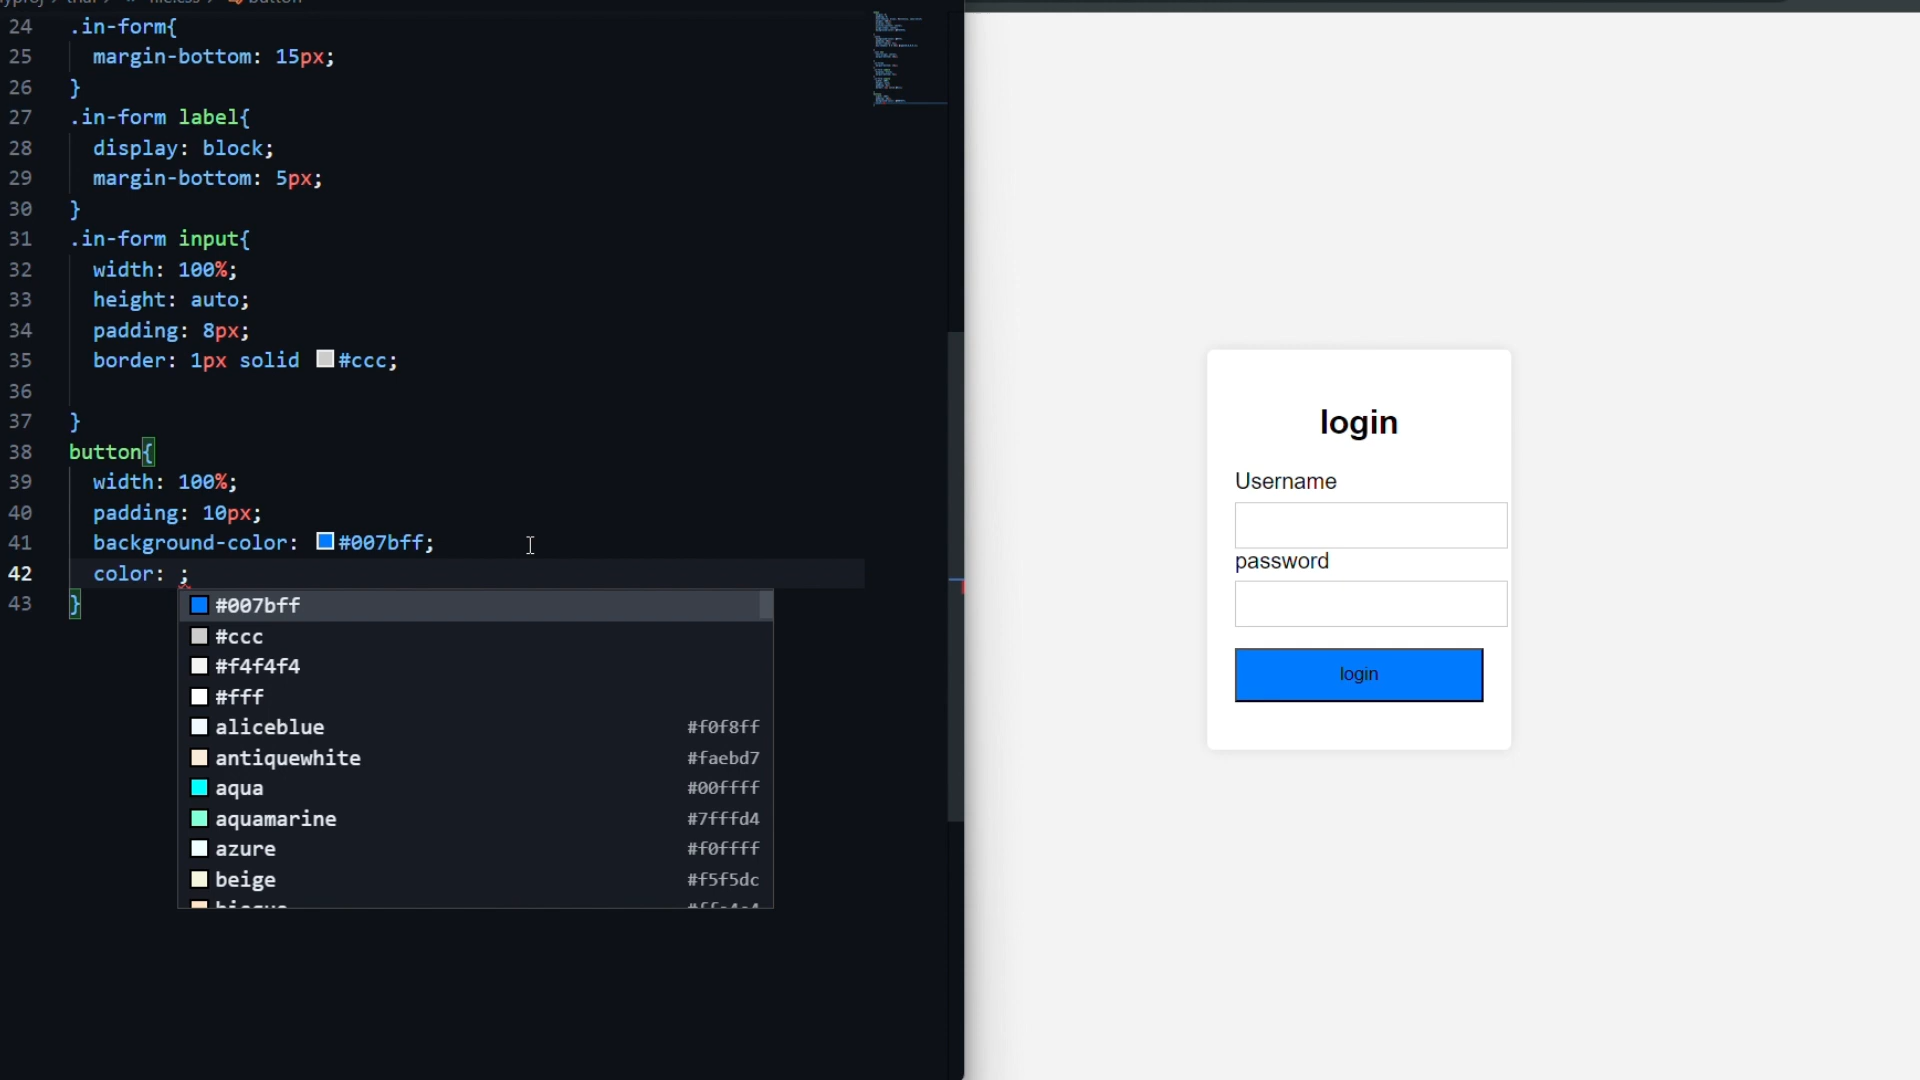 24 .in-form{
25 margin-bottom: 15px;
26 }
27 .in-form label{
28 display: block;
29 margin-bottom: 5px;
30 }
31 .in-form input{
32 width: 100%;
33 height: auto;
34 padding: 8px;
35 border: 1px solid #ccc;
36
37 }
38 button{
39 width: 100%;
40 padding: 10px;
41 background-color: #007bff;
42 color: ;
43 }
#007bff
#ccc
#f4f4f4
#fff
aliceblue #f0f8ff
antiquewhite #faebd7
aqua #00ffff
aquamarine #7fffd4
azure #f0ffff
beige #f5f5dc
login
Username
password
login